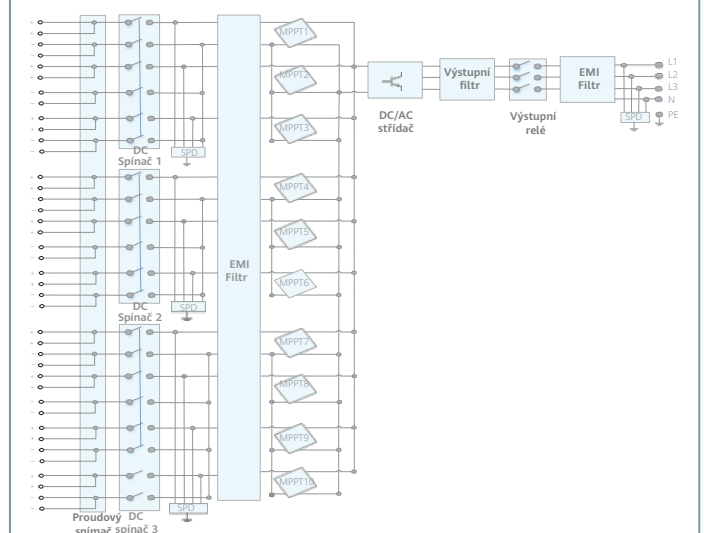 MPPT1
MPPT2
MPPT3
DC
Spínač 1
SPD
MPPT4
MPPT5
MPPT6
DC
Spínač 2
SPD
EMI
Filtr
MPPT7
MPPT8
MPPT9
MPPT10
SPD
Proudový
snímač
DC
spínač 3
DC/AC
střídač
Výstupní
filtr
Výstupní
relé
EMI
Filtr
SPD
L1
L2
L3
N
PE